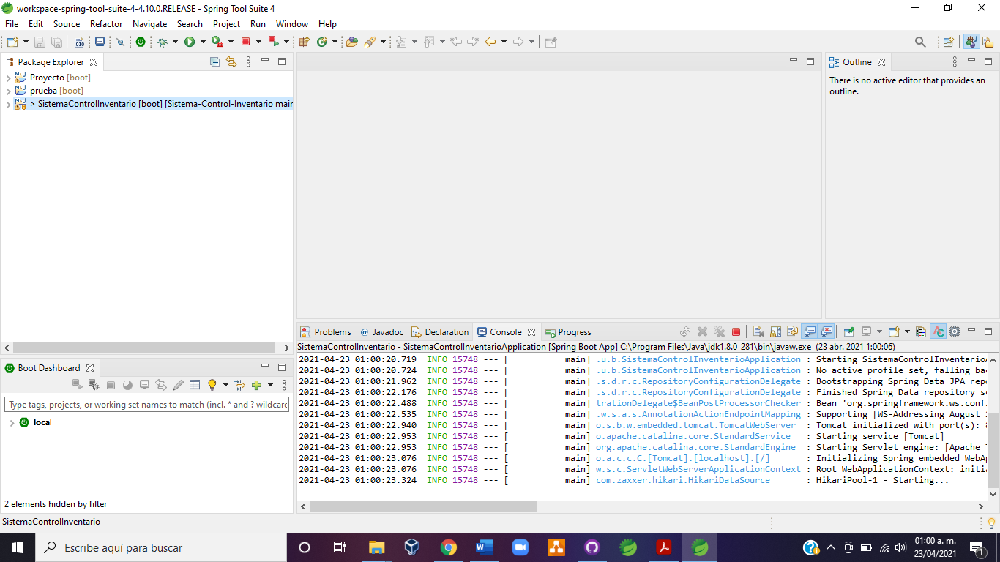 workspace-spring-tool-suite-4-4.10.0.RELEASE - Spring Tool Suite 4
File Edit Source Refactor Navigate Search Project Run Window Help
Package Explorer
Proyecto [boot]
prueba [boot]
> SistemaControlInventario [boot] [Sistema-Control-Inventario mair
Outline
There is no active editor that provides an
outline.
Problems @ Javadoc Declaration Console Progress
SistemaControlInventario - SistemaControlInventarioApplication [Spring Boot App] C:\Program Files\Java\jdk1.8.0_281\bin\javaw.exe (23 abr. 2021 1:00:06)
2021-04-23 01:00:20.719 INFO 15748 --- [ main] .u.b.SistemaControlInventarioApplication : Starting SistemaControlInventario
2021-04-23 01:00:20.724 INFO 15748 --- [ main] .u.b.SistemaControlInventarioApplication : No active profile set, falling bac
2021-04-23 01:00:21.962 INFO 15748 --- [ main] .s.d.r.c.RepositoryConfigurationDelegate : Bootstrapping Spring Data JPA repo
2021-04-23 01:00:22.176 INFO 15748 --- [ main] .s.d.r.c.RepositoryConfigurationDelegate : Finished Spring Data repository sc
2021-04-23 01:00:22.488 INFO 15748 --- [ main] trationDelegate$BeanPostProcessorChecker : Bean 'org.springframework.ws.confi
2021-04-23 01:00:22.535 INFO 15748 --- [ main] .w.s.a.s.AnnotationActionEndpointMapping : Supporting [WS-Addressing August
2021-04-23 01:00:22.940 INFO 15748 --- [ main] o.s.b.w.embedded.tomcat.TomcatWebServer : Tomcat initialized with port(s):
2021-04-23 01:00:22.953 INFO 15748 --- [ main] o.apache.catalina.core.StandardService : Starting service [Tomcat]
2021-04-23 01:00:22.953 INFO 15748 --- [ main] org.apache.catalina.core.StandardEngine : Starting Servlet engine: [Apache
2021-04-23 01:00:23.076 INFO 15748 --- [ main] o.a.c.c.C.[Tomcat].[localhost].[/] : Initializing Spring embedded WebAp
2021-04-23 01:00:23.076 INFO 15748 --- [ main] w.s.c.ServletWebServerApplicationContext : Root WebApplicationContext: initia
2021-04-23 01:00:23.324 INFO 15748 --- [ main] com.zaxxer.hikari.HikariDataSource : HikariPool-1 - Starting...
Boot Dashboard
Type tags, projects, or working set names to match (incl. * and ? wildcarc
local
2 elements hidden by filter
SistemaControlInventario
Escribe aquí para buscar
01:00 a. m.
23/04/2021
1